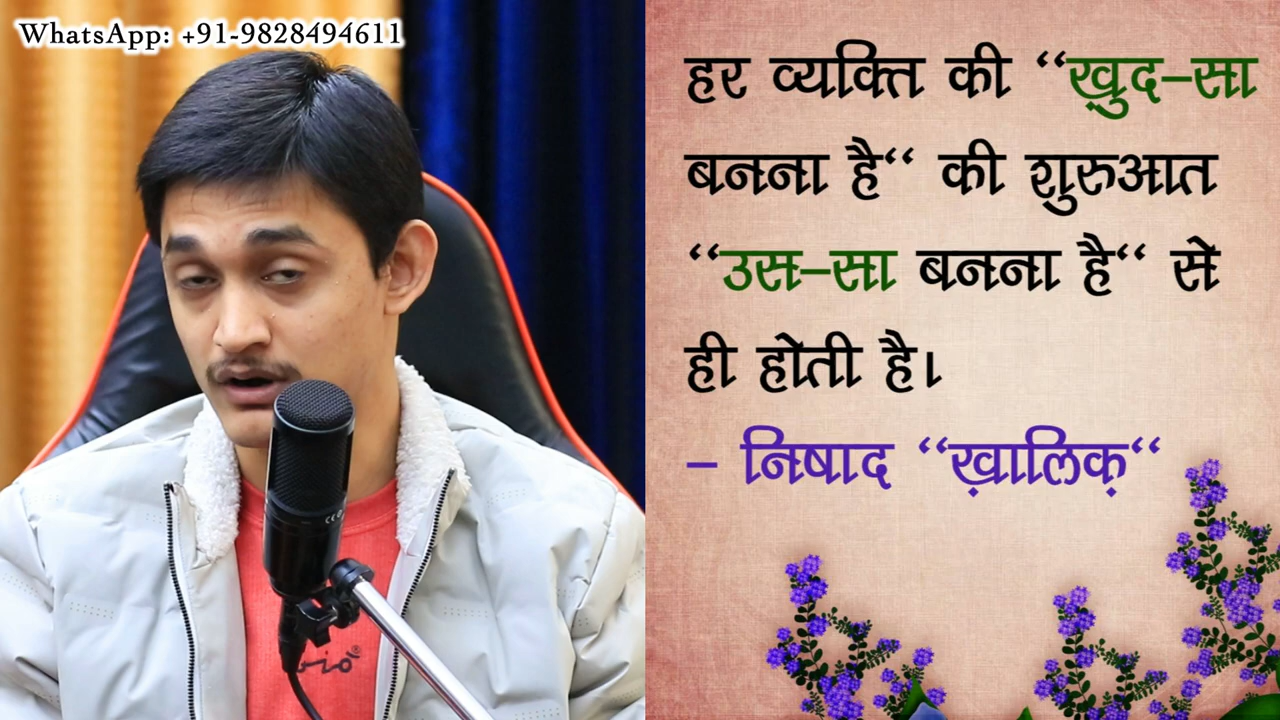 WhatsApp: +91-9828494611
हर व्यक्ति की “ख़ुद–सा
बनना है“ की शुरुआत
“उस–सा बनना है“ से
ही होती है।
– निषाद “ख़ालिक़“